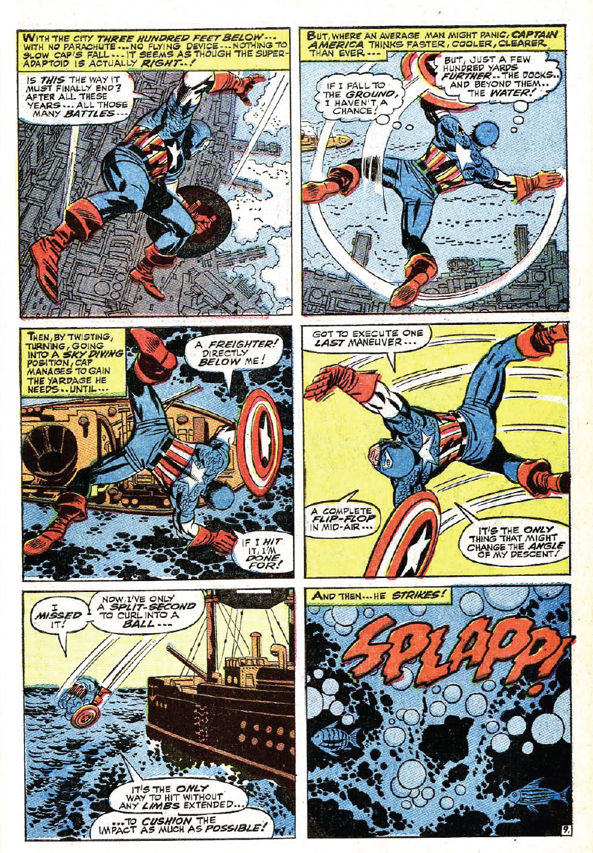 WITH THE CITY THREE HUNDRED FEET BELOW---
WITH NO PARACHUTE---NO FLYING DEVICE---NOTHING TO
SLOW CAP'S FALL---IT SEEMS AS THOUGH THE SUPER-
ADAPTOID IS ACTUALLY RIGHT--!
IS THIS THE WAY IT
MUST FINALLY END?
AFTER ALL THESE
YEARS---ALL THOSE
MANY BATTLES---
BUT, WHERE AN AVERAGE MAN MIGHT PANIC, CAPTAIN
AMERICA THINKS FASTER, COOLER, CLEARER
THAN EVER---
IF I FALL TO
THE GROUND,
I HAVEN'T A
CHANCE!
BUT, JUST A FEW
HUNDRED YARDS
FURTHER--THE DOCKS--
AND BEYOND THEM--
THE WATER!
THEN, BY TWISTING,
TURNING, GOING
INTO A SKY DIVING
POSITION, CAP
MANAGES TO GAIN
THE YARDAGE HE
NEEDS--UNTIL---
A FREIGHTER!
DIRECTLY
BELOW ME!
IF I HIT
IT, I'M
DONE
FOR!
GOT TO EXECUTE ONE
LAST MANEUVER---
A COMPLETE
FLIP-FLOP
IN MID-AIR---
IT'S THE ONLY
THING THAT MIGHT
CHANGE THE ANGLE
OF MY DESCENT!
I
MISSED
IT!
NOW, I'VE ONLY
A SPLIT-SECOND
TO CURL INTO A
BALL---
IT'S THE ONLY
WAY TO HIT WITHOUT
ANY LIMBS EXTENDED---
---TO CUSHION THE
IMPACT AS MUCH AS POSSIBLE!
AND THEN---HE STRIKES!
SPLAPP!
9.